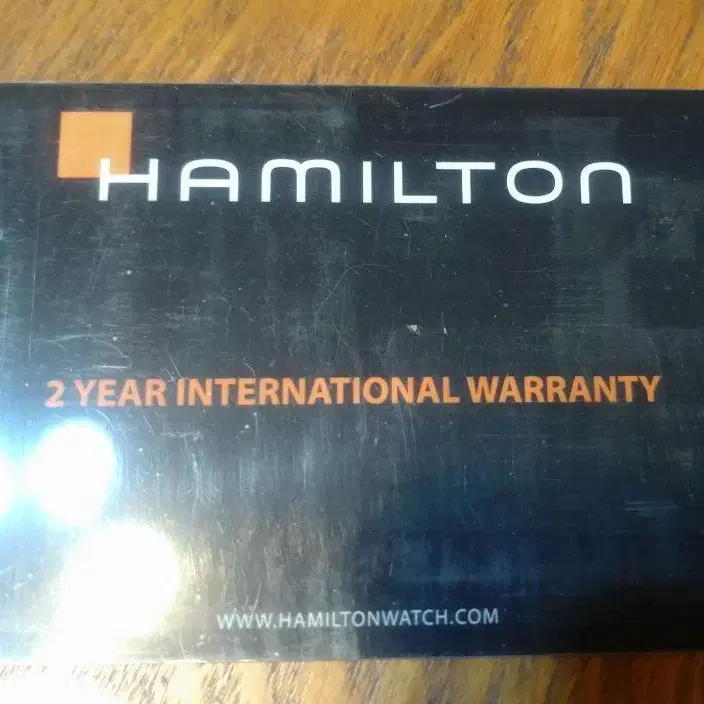 HAMILTON
2 YEAR INTERNATIONAL WARRANTY
WWW.HAMILTONWATCH.COM